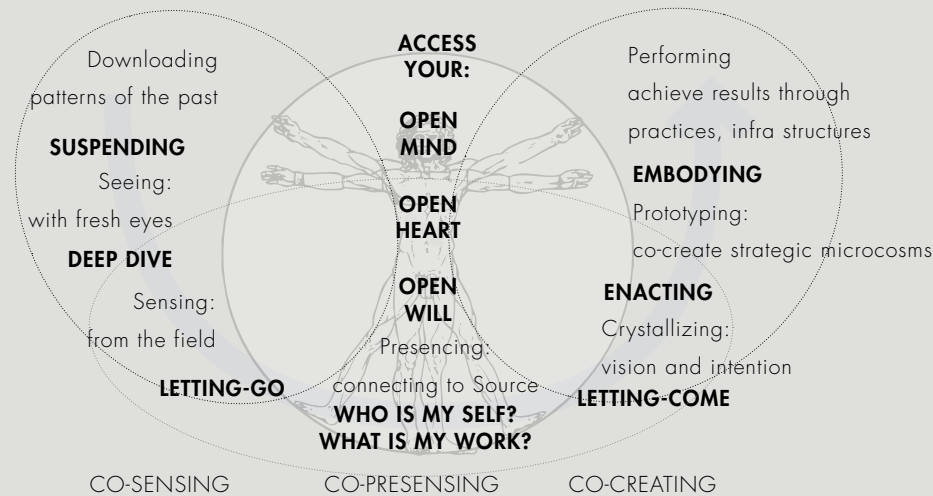 Downloading
patterns of the past
SUSPENDING
Seeing:
with fresh eyes
DEEP DIVE
Sensing:
from the field
LETTING-GO
ACCESS
YOUR:
OPEN
MIND
OPEN
HEART
OPEN
WILL
Presencing:
connecting to Source
WHO IS MY SELF?
WHAT IS MY WORK?
Performing
achieve results through
practices, infra structures
EMBODYING
Prototyping:
co-create strategic microcosms
ENACTING
Crystallizing:
vision and intention
LETTING-COME
CO-SENSING
CO-PRESENSING
CO-CREATING